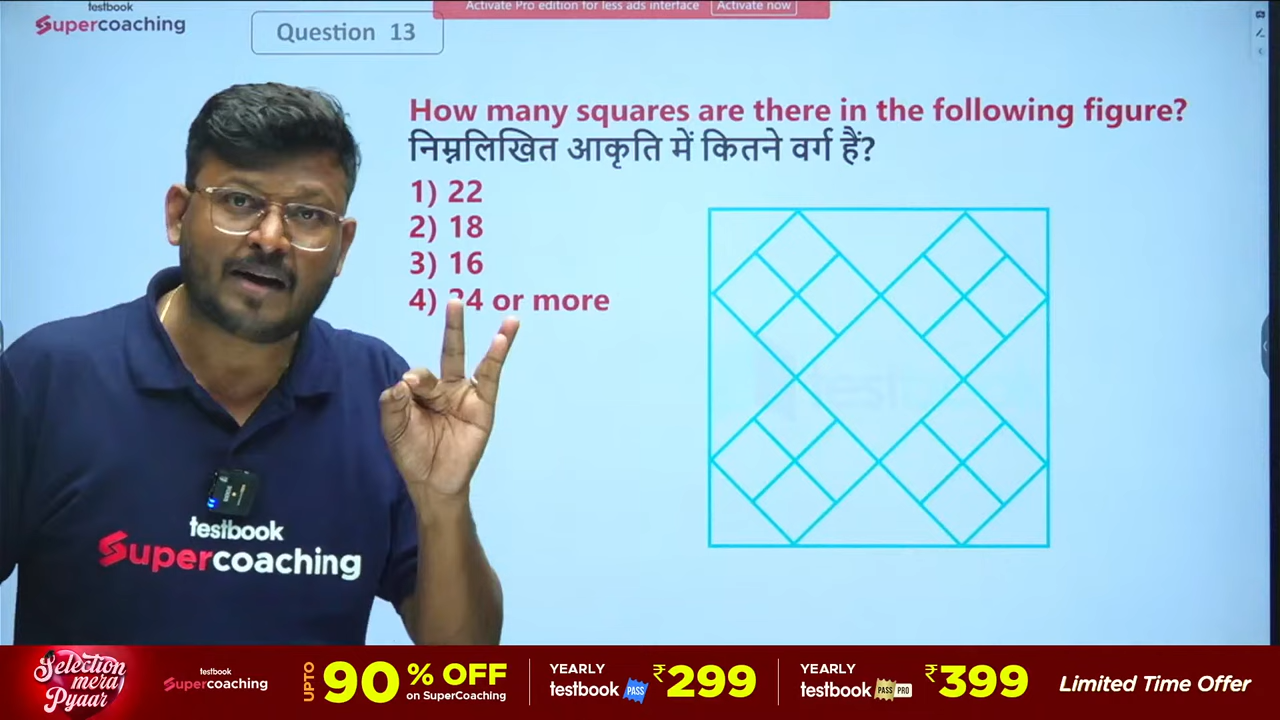 testbook
Supercoaching
Question 13
Activate Pro edition for less ads interface
Activate now
How many squares are there in the following figure?
निम्नलिखित आकृति में कितने वर्ग हैं?
1) 22
2) 18
3) 16
4) 24 or more
testbook
testbook
Supercoaching
Selection
mera
Pyaar
testbook
Supercoaching
UPTO
90% OFF
on SuperCoaching
YEARLY
testbook PASS
₹299
YEARLY
testbook PASS PRO
₹399
Limited Time Offer